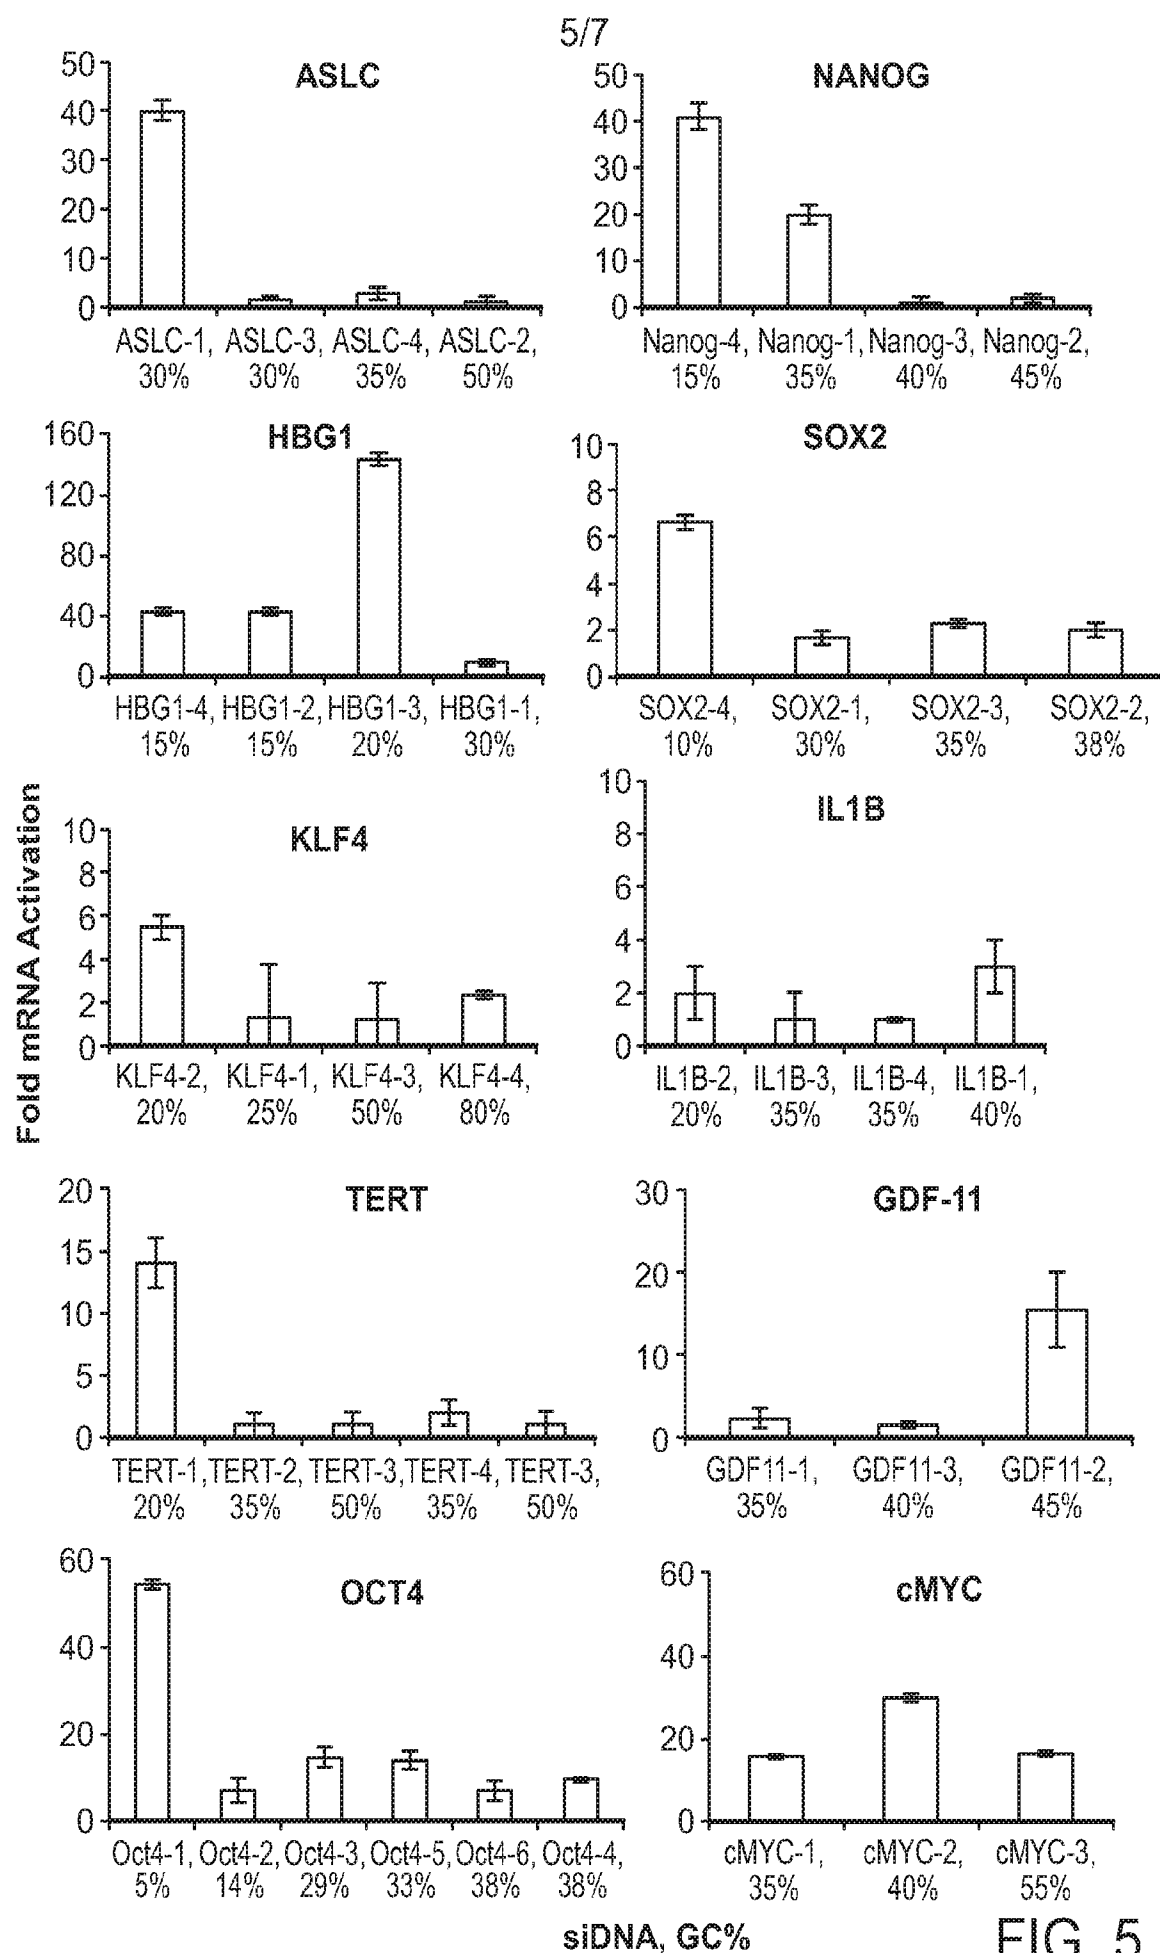 5/7
ASLC
50
40
30
20
10
0
ASLC-1, ASLC-3, ASLC-4, ASLC-2,
30% 30% 35% 50%
NANOG
50
40
30
20
10
0
Nanog-4, Nanog-1, Nanog-3, Nanog-2,
15% 35% 40% 45%
HBG1
160
120
80
40
0
HBG1-4, HBG1-2, HBG1-3, HBG1-1,
15% 15% 20% 30%
SOX2
10
8
6
4
2
0
SOX2-4, SOX2-1, SOX2-3, SOX2-2,
10% 30% 35% 38%
Fold mRNA Activation
KLF4
10
8
6
4
2
0
KLF4-2, KLF4-1, KLF4-3, KLF4-4,
20% 25% 50% 80%
IL1B
10
8
6
4
2
0
IL1B-2, IL1B-3, IL1B-4, IL1B-1,
20% 35% 35% 40%
TERT
20
15
10
5
0
TERT-1, TERT-2, TERT-3, TERT-4, TERT-3,
20% 35% 50% 35% 50%
GDF-11
30
20
10
0
GDF11-1, GDF11-3, GDF11-2,
35% 40% 45%
OCT4
60
40
20
0
Oct4-1, Oct4-2, Oct4-3, Oct4-5, Oct4-6, Oct4-4,
5% 14% 29% 33% 38% 38%
cMYC
60
40
20
0
cMYC-1, cMYC-2, cMYC-3,
35% 40% 55%
siDNA, GC%
FIG. 5